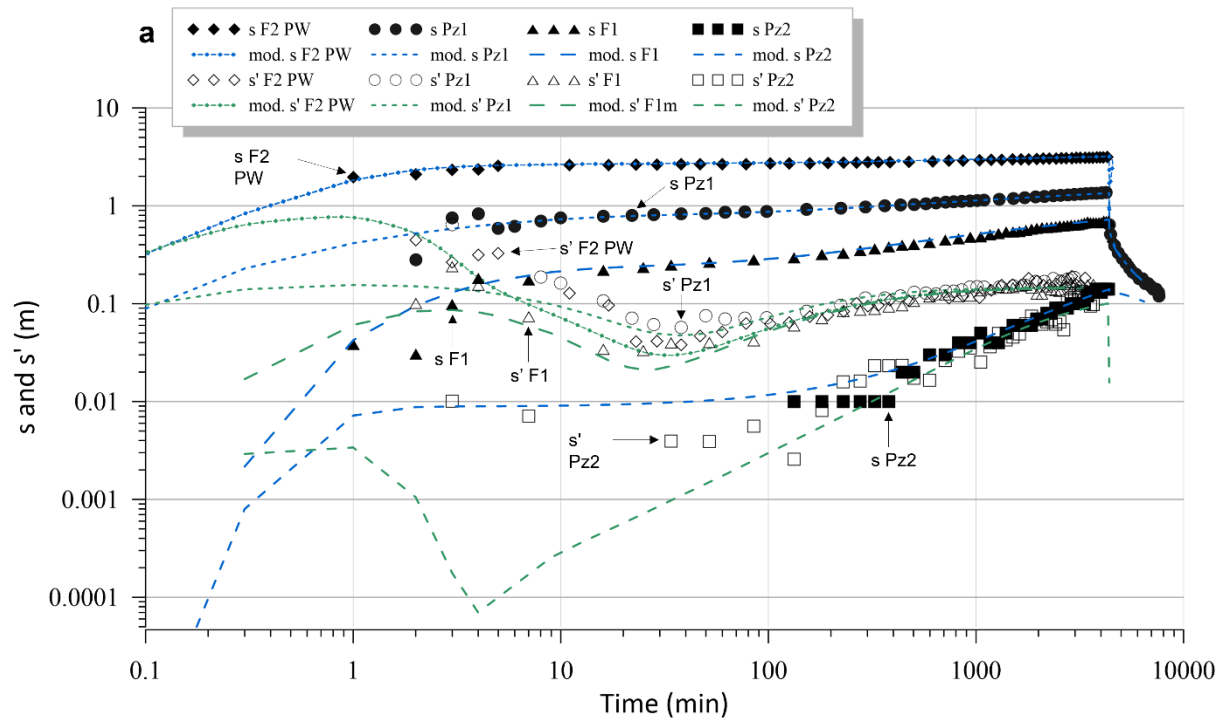 a
s F2 PW s Pz1 s F1 s Pz2
mod. s F2 PW mod. s Pz1 mod. s F1 mod. s Pz2
s' F2 PW s' Pz1 s' F1 s' Pz2
mod. s' F2 PW mod. s' Pz1 mod. s' F1m mod. s' Pz2
10
s F2
PW
s Pz1
1
s' F2 PW
s' Pz1
0.1
s F1
s' F1
0.01
s'
Pz2
s Pz2
0.001
0.0001
s and s' (m)
0.1 1 10 100 1000 10000
Time (min)